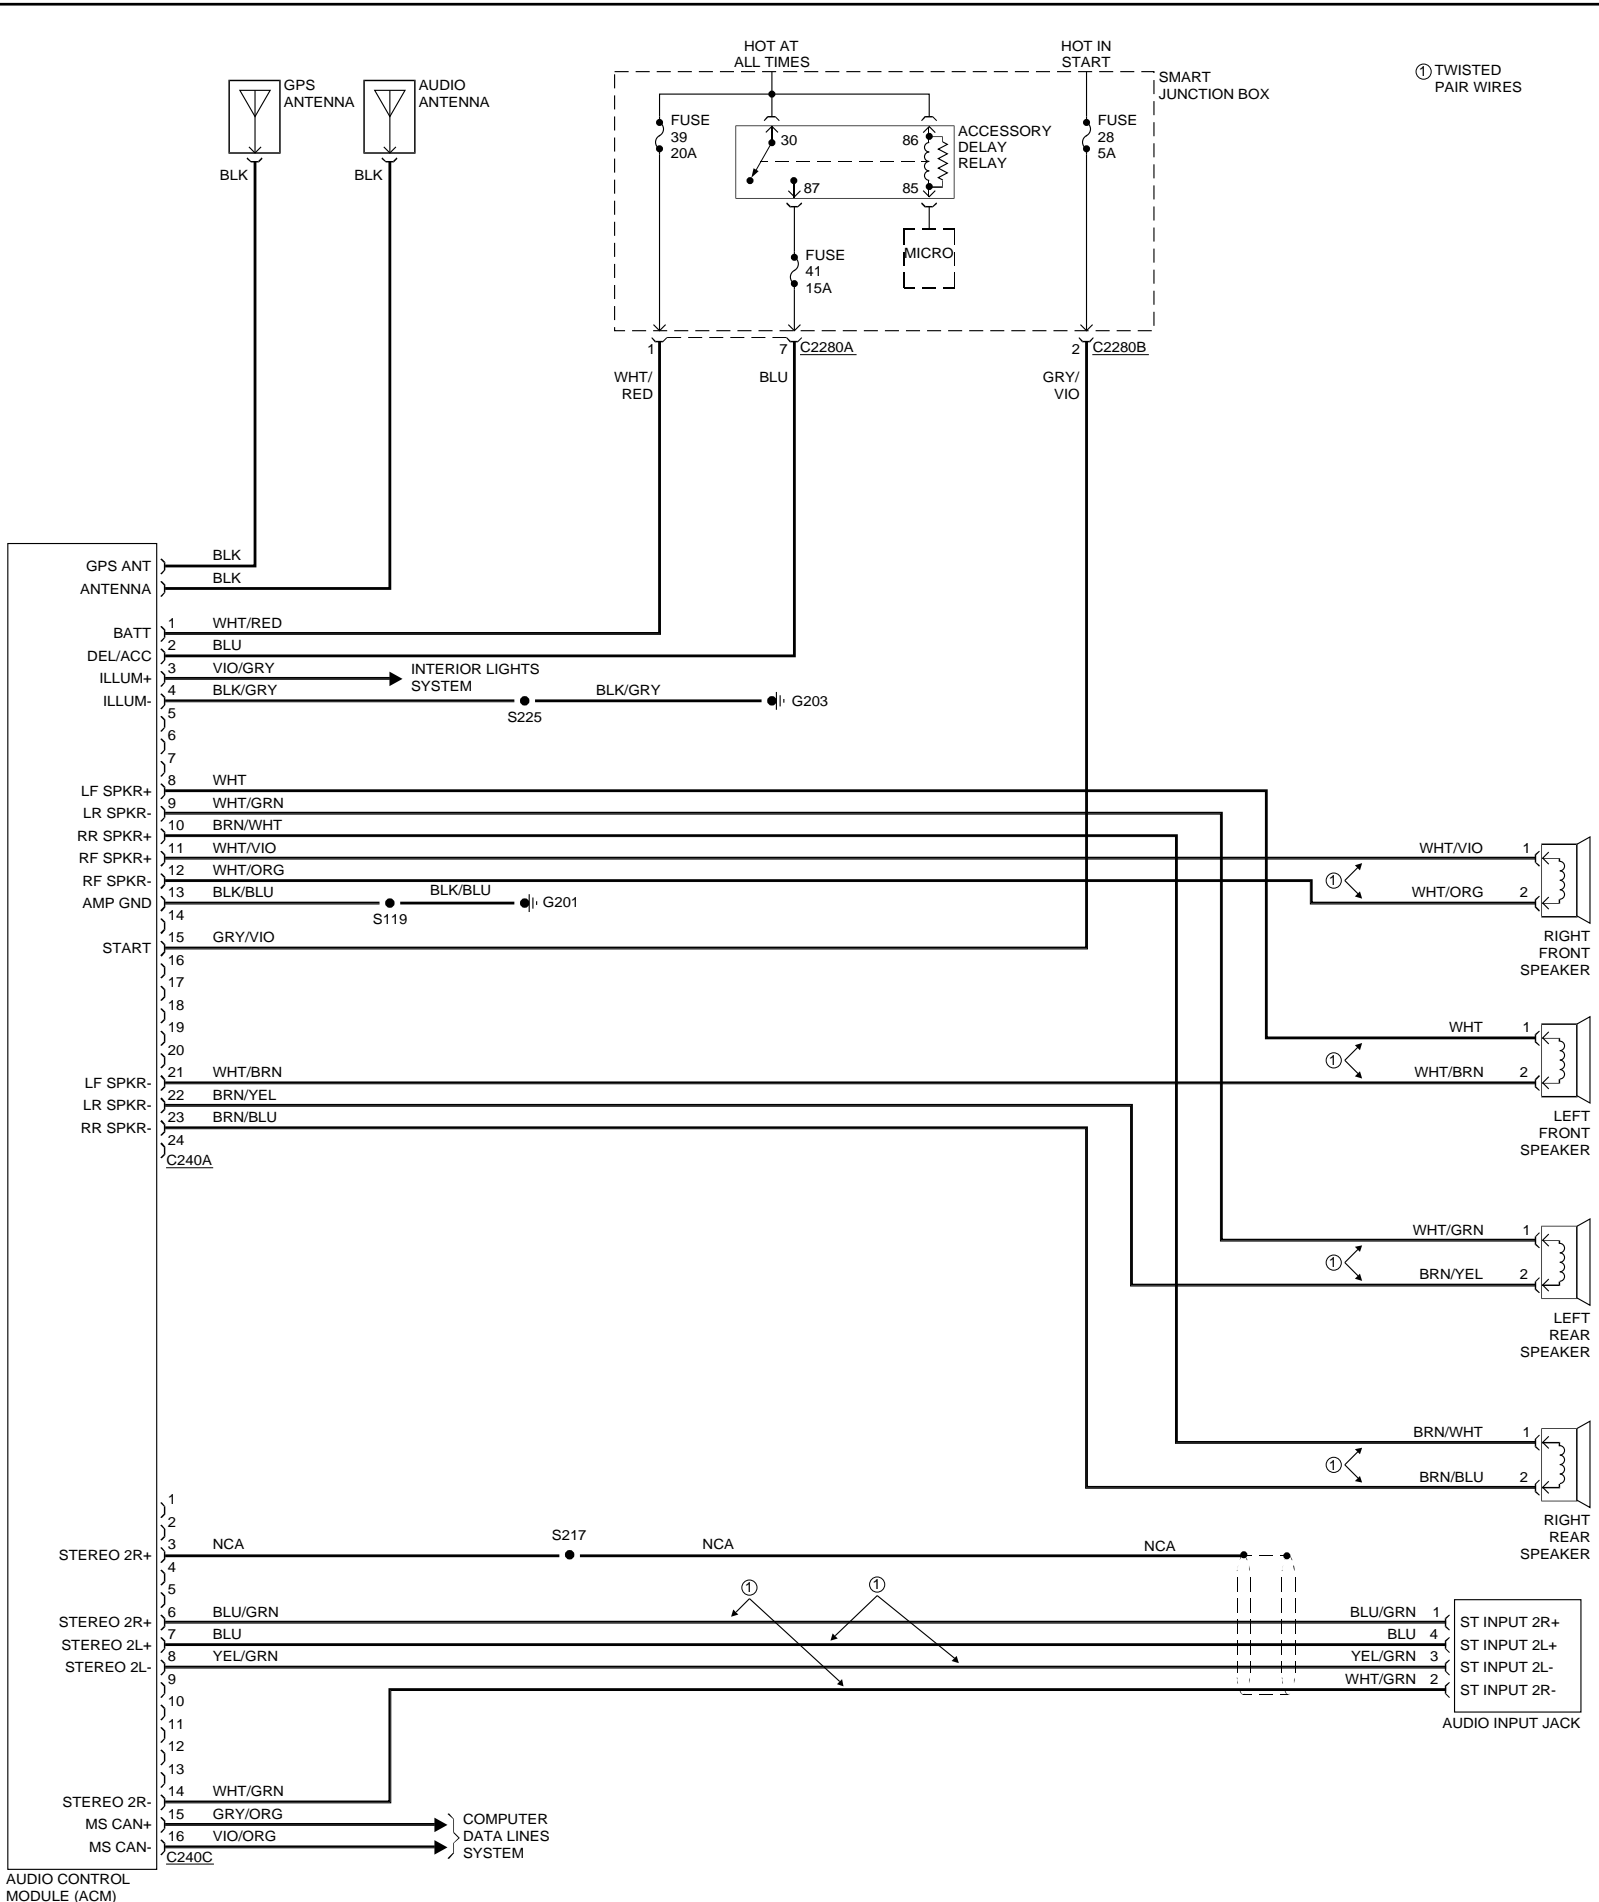 HOT AT
ALL TIMES
HOT IN
START
① TWISTED
PAIR WIRES
GPS
ANTENNA
AUDIO
ANTENNA
SMART
JUNCTION BOX
FUSE
39
20A
30
86
ACCESSORY
DELAY
RELAY
FUSE
28
5A
87
85
BLK
BLK
FUSE
41
15A
MICRO
1
7
C2280A
2
C2280B
WHT/
RED
BLU
GRY/
VIO
GPS ANT
BLK
ANTENNA
BLK
BATT
1
WHT/RED
DEL/ACC
2
BLU
ILLUM+
3
VIO/GRY
INTERIOR LIGHTS
SYSTEM
ILLUM-
4
BLK/GRY
S225
BLK/GRY
G203
5
6
7
LF SPKR+
8
WHT
LR SPKR-
9
WHT/GRN
RR SPKR+
10
BRN/WHT
RF SPKR+
11
WHT/VIO
WHT/VIO
1
RF SPKR-
12
WHT/ORG
①
WHT/ORG
2
AMP GND
13
BLK/BLU
S119
BLK/BLU
G201
14
RIGHT
FRONT
SPEAKER
START
15
GRY/VIO
16
17
18
19
20
WHT
1
①
LF SPKR-
21
WHT/BRN
WHT/BRN
2
LR SPKR-
22
BRN/YEL
RR SPKR-
23
BRN/BLU
24
C240A
LEFT
FRONT
SPEAKER
WHT/GRN
1
①
BRN/YEL
2
LEFT
REAR
SPEAKER
BRN/WHT
1
①
BRN/BLU
2
RIGHT
REAR
SPEAKER
1
2
STEREO 2R+
3
NCA
S217
NCA
NCA
4
5
①
①
STEREO 2R+
6
BLU/GRN
BLU/GRN
1
ST INPUT 2R+
STEREO 2L+
7
BLU
BLU
4
ST INPUT 2L+
STEREO 2L-
8
YEL/GRN
YEL/GRN
3
ST INPUT 2L-
9
WHT/GRN
2
ST INPUT 2R-
AUDIO INPUT JACK
10
11
12
13
STEREO 2R-
14
WHT/GRN
MS CAN+
15
GRY/ORG
MS CAN-
16
VIO/ORG
C240C
COMPUTER
DATA LINES
SYSTEM
AUDIO CONTROL
MODULE (ACM)